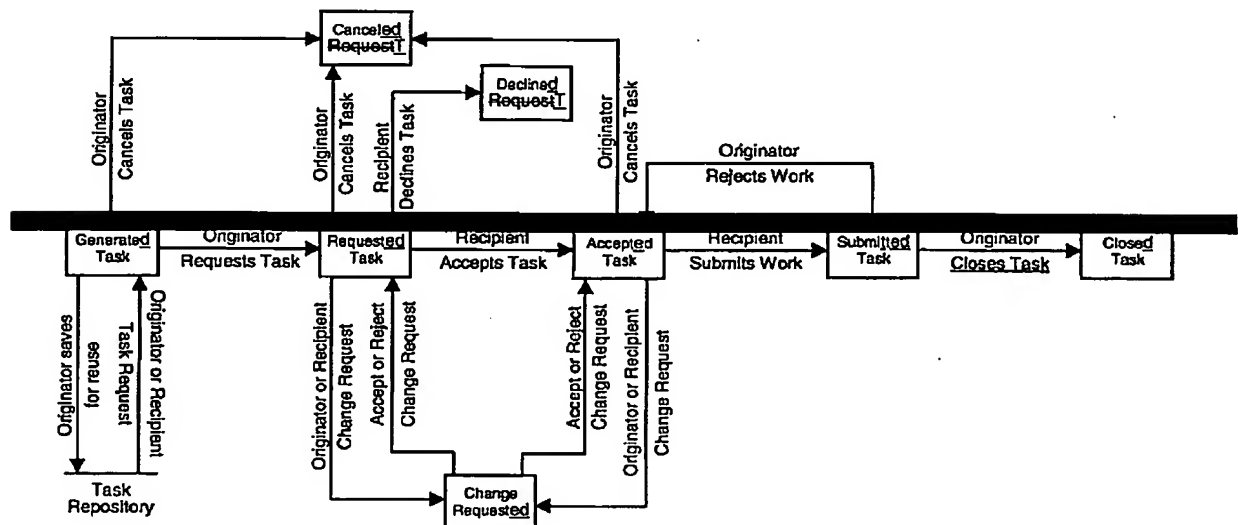 Canceled
RequestT
Declined
RequestT
Originator
Cancels Task
Originator
Cancels Task
Recipient
Declines Task
Originator
Cancels Task
Originator
Rejects Work
Generated
Task
Originator
Requests Task
Requested
Task
Recipient
Accepts Task
Accepted
Task
Recipient
Submits Work
Submitted
Task
Originator
Closes Task
Closed
Task
Originator saves
for reuse
Task Request
Originator or Recipient
Originator or Recipient
Change Request
Accept or Reject
Change Request
Accept or Reject
Change Request
Originator or Recipient
Change Request
Task
Repository
Change
Requested